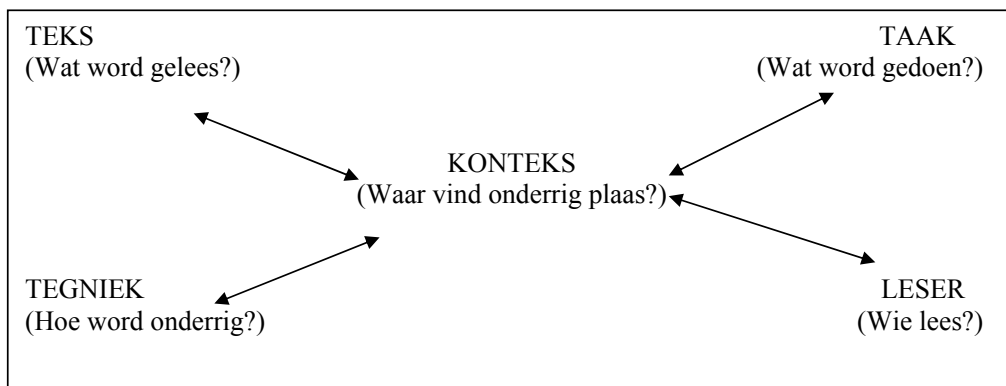 TEKS
(Wat word gelees?)
TAAK
(Wat word gedoen?)
KONTEKS
(Waar vind onderrig plaas?)
TEGNIEK
(Hoe word onderrig?)
LESER
(Wie lees?)